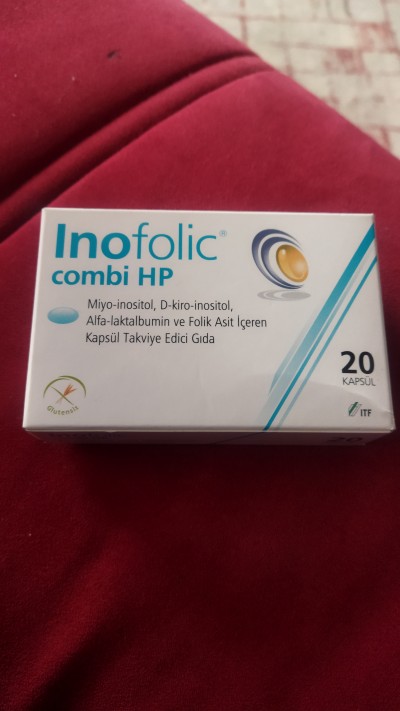 Inofolic®
combi HP
Miyo-inositol, D-kiro-inositol,
Alfa-laktalbumin ve Folik Asit İçeren
Kapsül Takviye Edici Gıda
20
KAPSÜL
Glutensiz
ITF
20